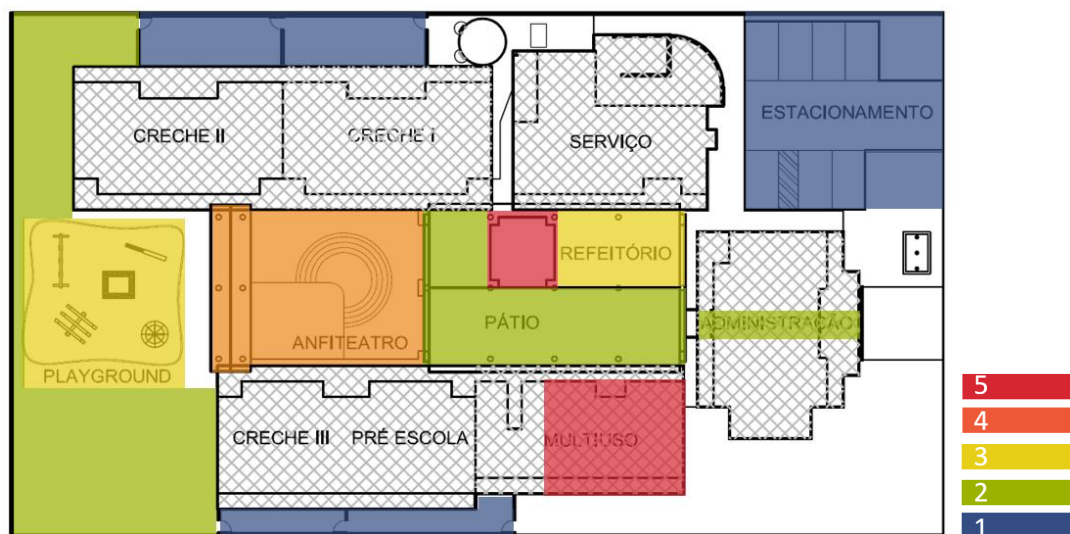 ESTACIONAMENTO
CRECHE II
CRECHE I
SERVIÇO
REFEITÓRIO
PÁTIO
ADMINISTRAÇÃO
ANFITEATRO
PLAYGROUND
CRECHE III
PRÉ ESCOLA
MULTIUSO
5
4
3
2
1